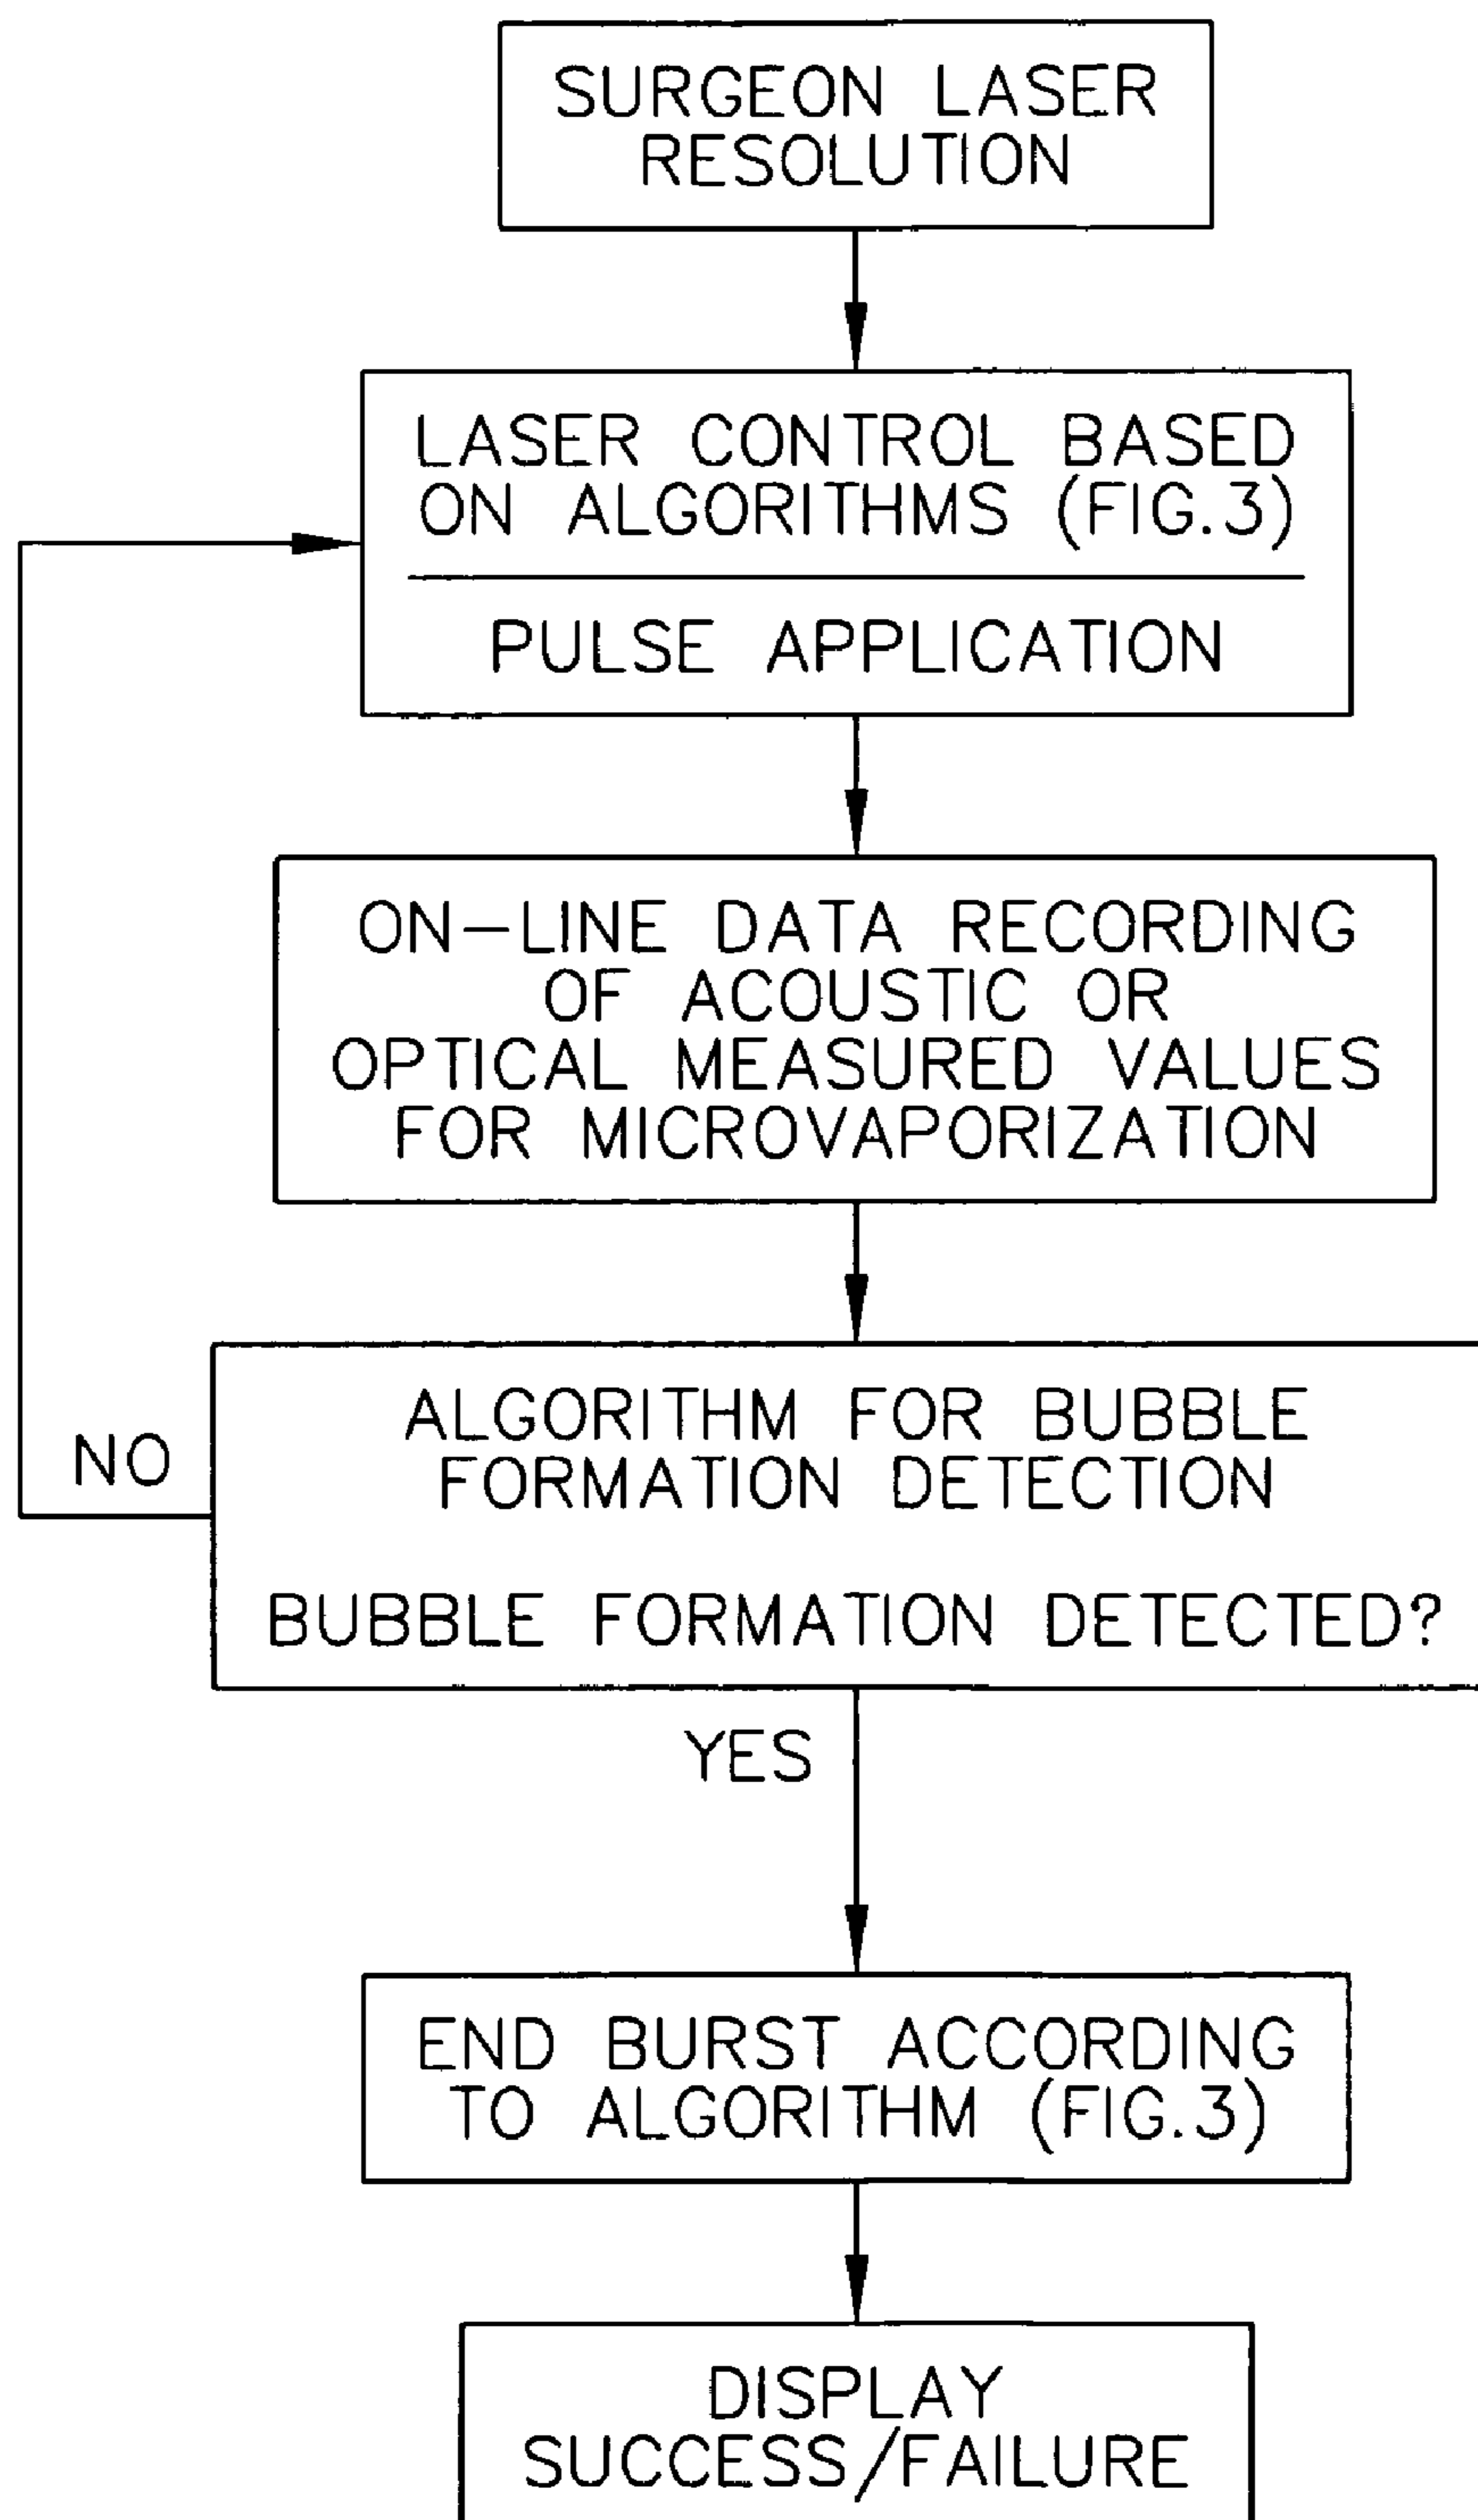 SURGEON LASER
RESOLUTION
LASER CONTROL BASED
ON ALGORITHMS (FIG.3)
PULSE APPLICATION
ON-LINE DATA RECORDING
OF ACOUSTIC OR
OPTICAL MEASURED VALUES
FOR MICROVAPORIZATION
ALGORITHM FOR BUBBLE
FORMATION DETECTION
NO
BUBBLE FORMATION DETECTED?
YES
END BURST ACCORDING
TO ALGORITHM (FIG.3)
DISPLAY
SUCCESS/FAILURE